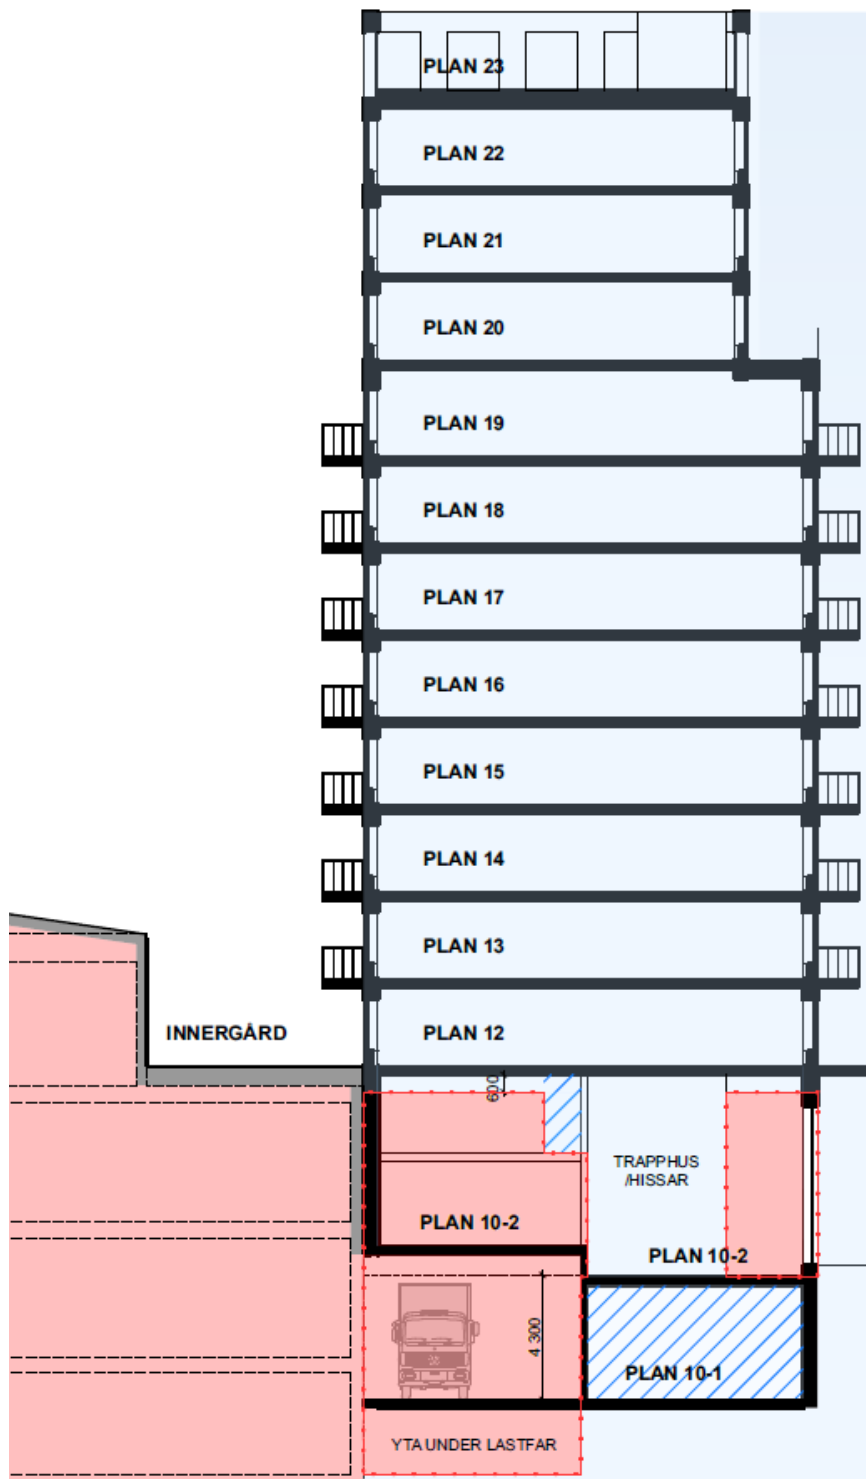 PLAN 23
PLAN 22
PLAN 21
PLAN 20
PLAN 19
PLAN 18
PLAN 17
PLAN 16
PLAN 15
PLAN 14
PLAN 13
INNERGÅRD
PLAN 12
600
TRAPPHUS
/HISSAR
PLAN 10-2
PLAN 10-2
4 300
PLAN 10-1
YTA UNDER LASTFAR